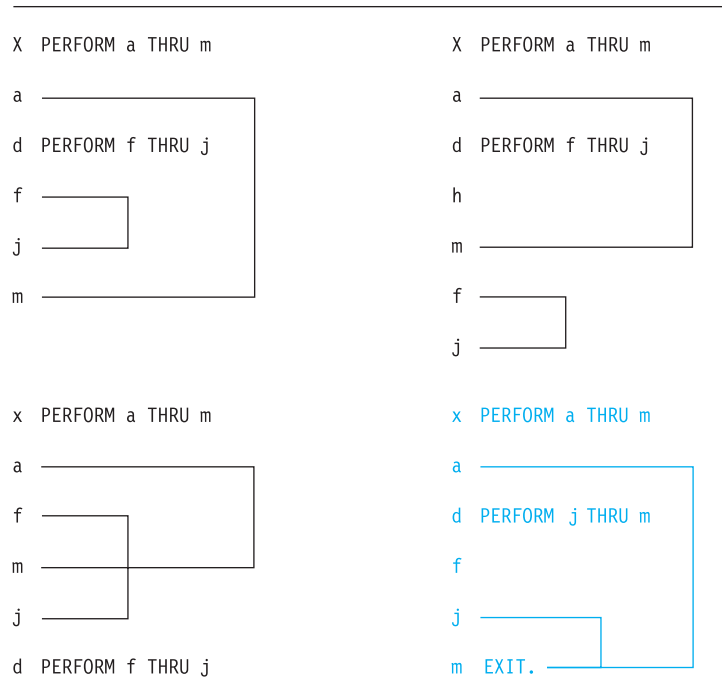 X PERFORM a THRU m
a
d PERFORM f THRU j
f
j
m
X PERFORM a THRU m
a
d PERFORM f THRU j
h
m
f
j
x PERFORM a THRU m
a
f
m
j
d PERFORM f THRU j
x PERFORM a THRU m
a
d PERFORM j THRU m
f
j
m EXIT.